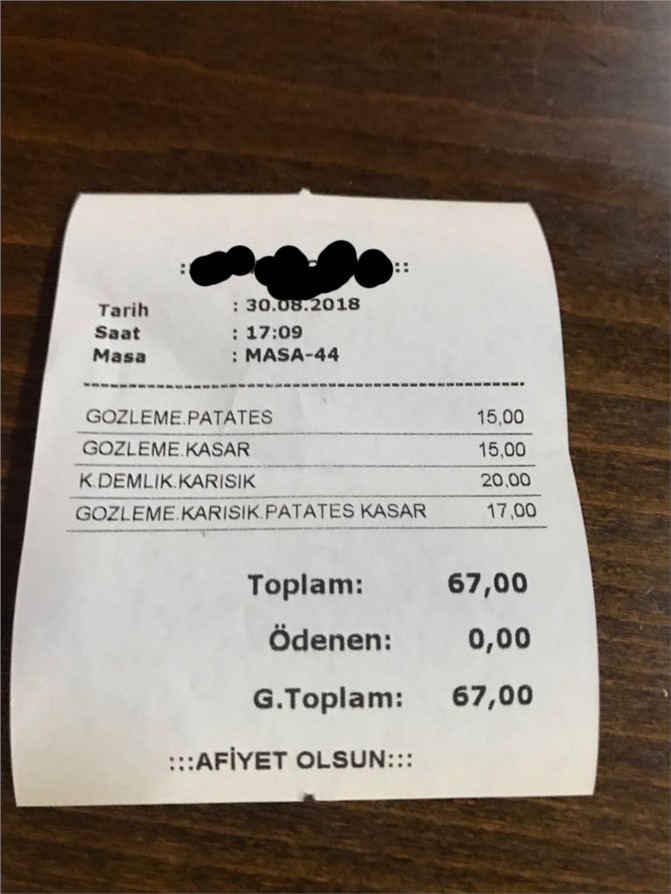 Tarih : 30.08.2018
Saat : 17:09
Masa : MASA-44
GOZLEME.PATATES 15,00
GOZLEME.KASAR 15,00
K.DEMLIK.KARISIK 20,00
GOZLEME.KARISIK.PATATES KASAR 17,00
Toplam: 67,00
Ödenen: 0,00
G.Toplam: 67,00
:::AFİYET OLSUN:::